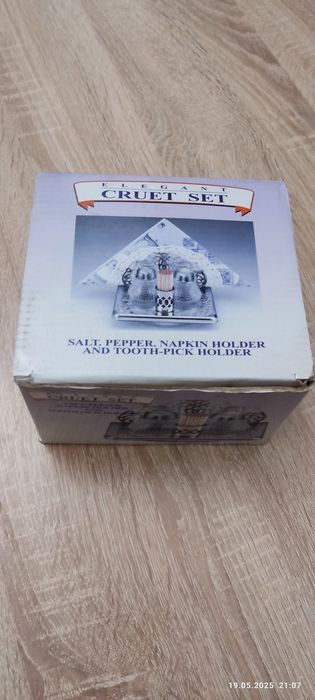 ELEGANT
CRUET SET
SALT, PEPPER, NAPKIN HOLDER
AND TOOTH-PICK HOLDER
CRUET SET
19.05.2025 21:07